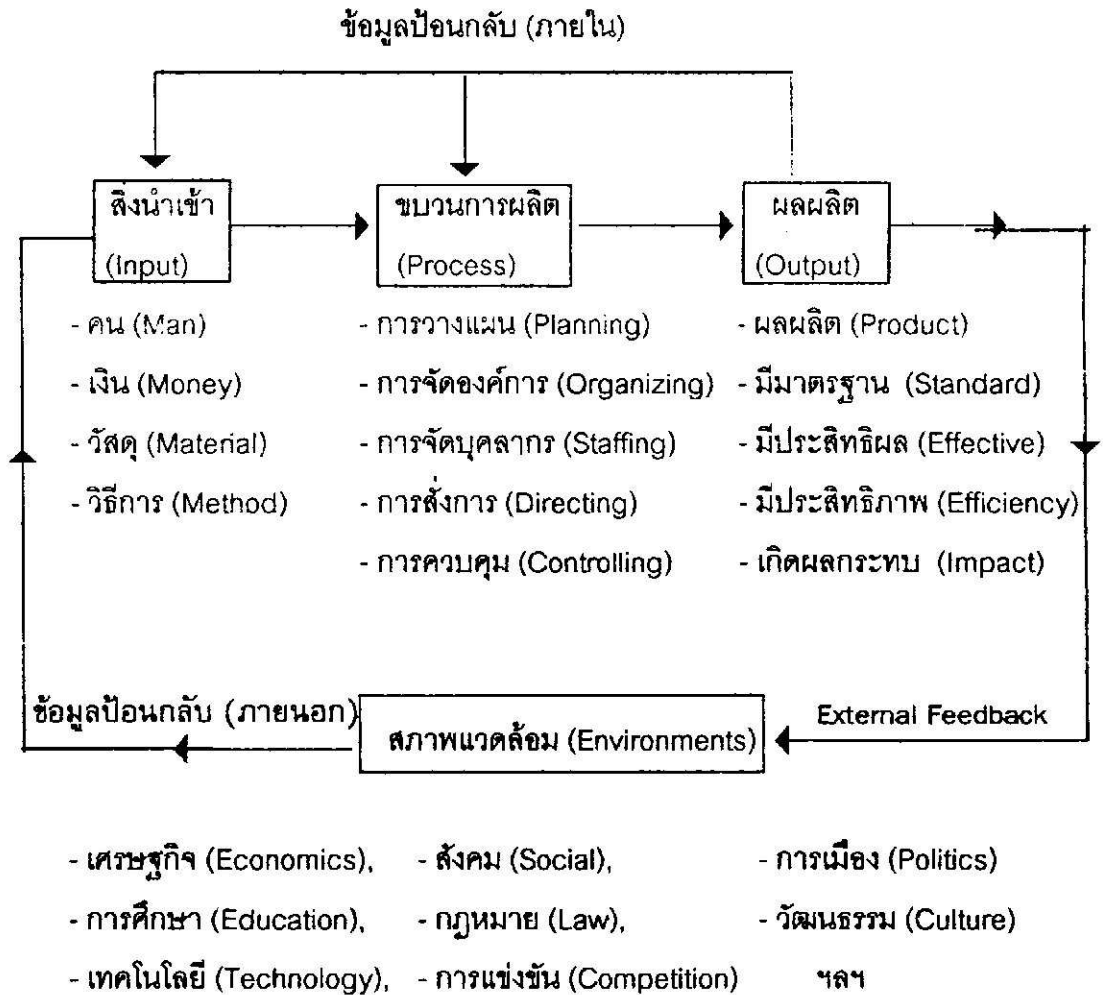 ข้อมูลป้อนกลับ (ภายใน)
สิ่งนำเข้า ขบวนการผลิต ผลผลิต
(Input) (Process) (Output)
- คน (Man) - การวางแผน (Planning) - ผลผลิต (Product)
- เงิน (Money) - การจัดองค์การ (Organizing) - มีมาตรฐาน (Standard)
- วัสดุ (Material) - การจัดบุคลากร (Staffing) - มีประสิทธิผล (Effective)
- วิธีการ (Method) - การสั่งการ (Directing) - มีประสิทธิภาพ (Efficiency)
- การควบคุม (Controlling) - เกิดผลกระทบ (Impact)
ข้อมูลป้อนกลับ (ภายนอก) External Feedback
สภาพแวดล้อม (Environments)
- เศรษฐกิจ (Economics), - สังคม (Social), - การเมือง (Politics)
- การศึกษา (Education), - กฎหมาย (Law), - วัฒนธรรม (Culture)
- เทคโนโลยี (Technology), - การแข่งขัน (Competition) ฯลฯ